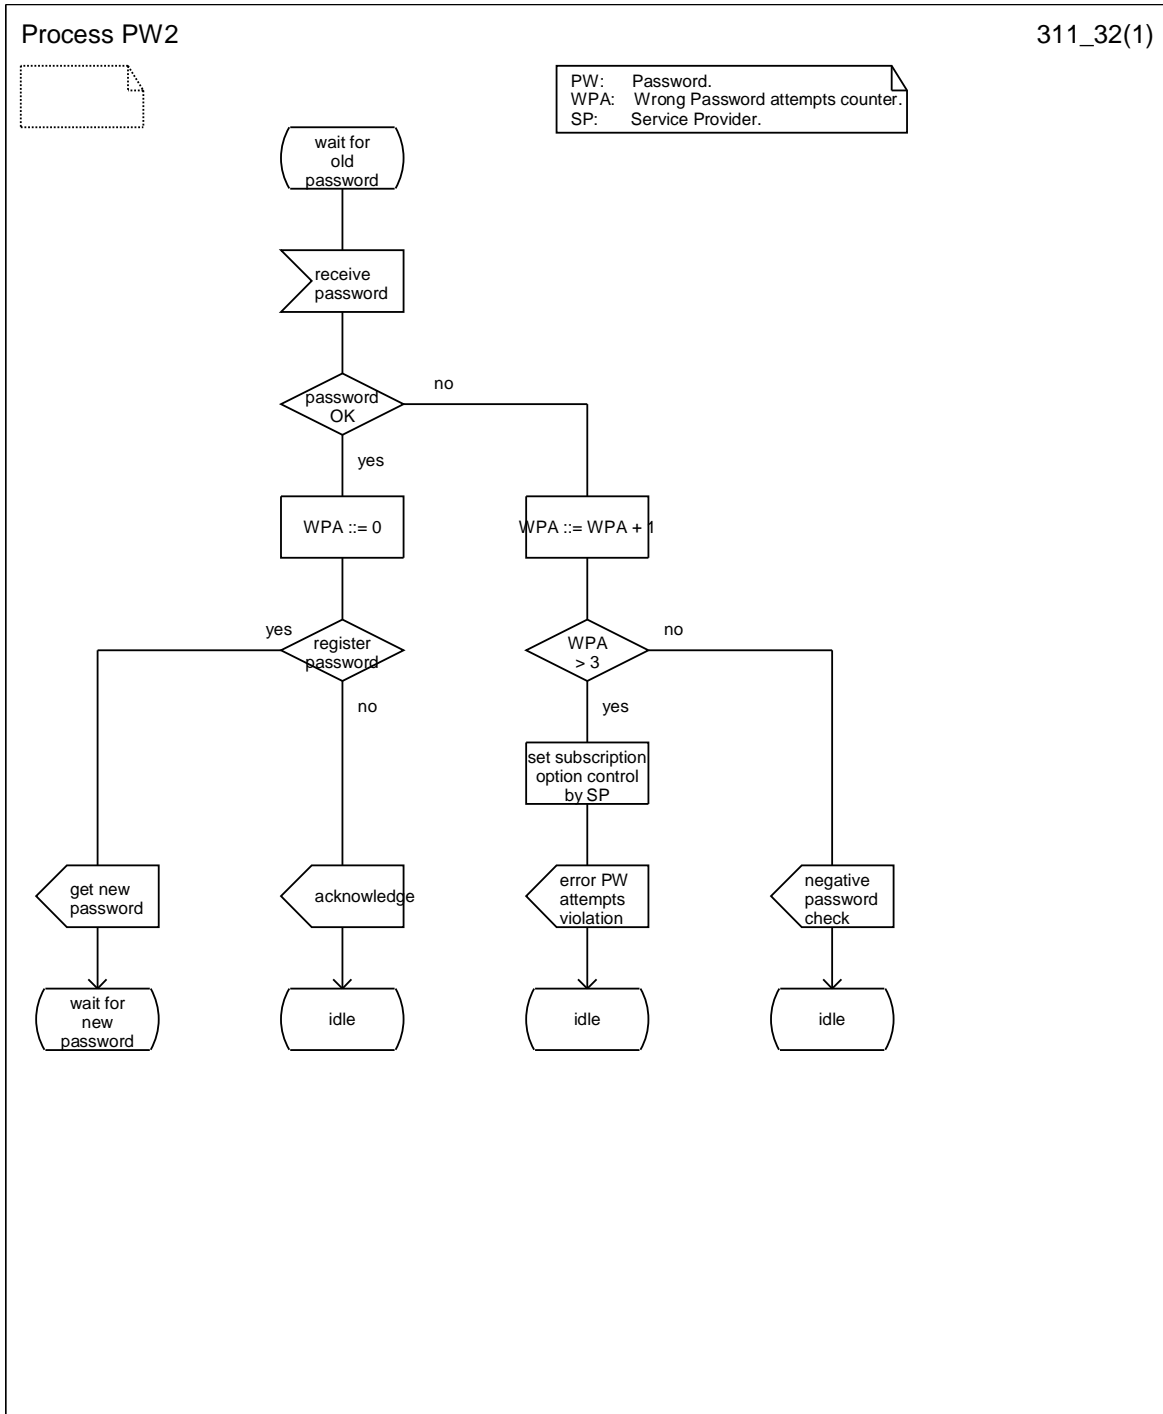 Process PW2
311_32(1)
PW: Password.
WPA: Wrong Password attempts counter.
SP: Service Provider.
wait for
old
password
receive
password
password
OK
no
yes
WPA ::= 0
WPA ::= WPA + 1
yes
register
password
no
WPA
> 3
no
yes
set subscription
option control
by SP
get new
password
acknowledge
error PW
attempts
violation
negative
password
check
wait for
new
password
idle
idle
idle